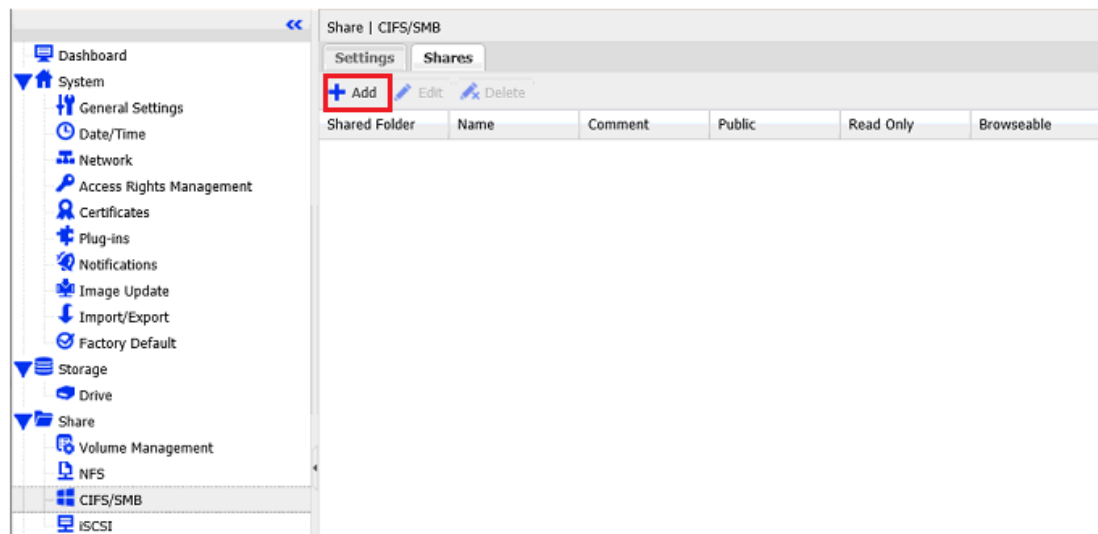 Dashboard
System
General Settings
Date/Time
Network
Access Rights Management
Certificates
Plug-ins
Notifications
Image Update
Import/Export
Factory Default
Storage
Drive
Share
Volume Management
NFS
CIFS/SMB
iSCSI
Share | CIFS/SMB
Settings Shares
Add Edit Delete
Shared Folder Name Comment Public Read Only Browseable